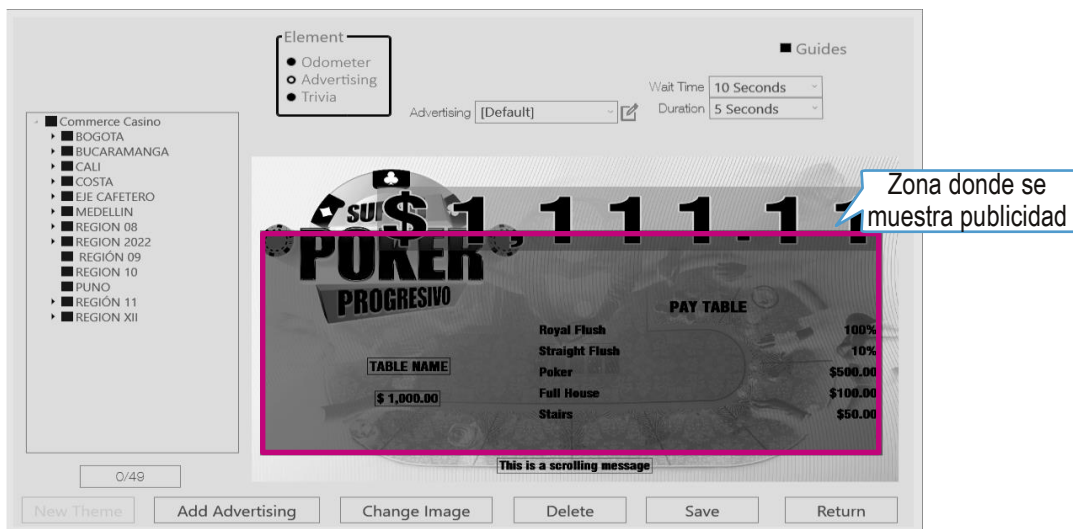 Element
Odometer
Advertising
Trivia
Guides
Wait Time 10 Seconds
Advertising [Default]
Duration 5 Seconds
Commerce Casino
BOGOTA
BUCARAMANGA
CALI
COSTA
EJE CAFETERO
MEDELLIN
REGION 08
REGION 2022
REGIÓN 09
REGION 10
PUNO
REGIÓN 11
REGION XII
0/49
Zona donde se
muestra publicidad
$1,111.11
POKER
PROGRESIVO
PAY TABLE
Royal Flush 100%
Straight Flush 10%
Poker $500.00
Full House $100.00
Stairs $50.00
TABLE NAME
$ 1,000.00
This is a scrolling message
New Theme Add Advertising Change Image Delete Save Return